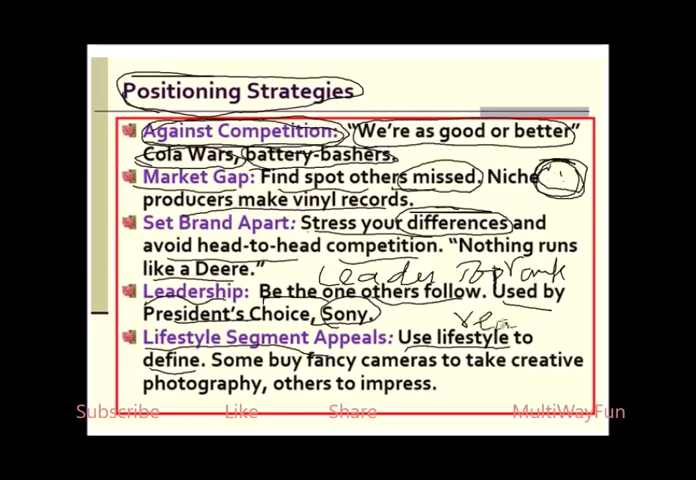 Positioning Strategies
Against Competition: “We're as good or better”
Cola Wars, battery-bashers.
Market Gap: Find spot others missed. Niche
producers make vinyl records.
Set Brand Apart: Stress your differences and
avoid head-to-head competition. “Nothing runs
like a Deere.”
Leader Top rank
Leadership: Be the one others follow. Used by
President's Choice, Sony.
Lifestyle Segment Appeals: Use lifestyle to
define. Some buy fancy cameras to take creative
photography, others to impress.
Subscribe Like Share MultiWayFun